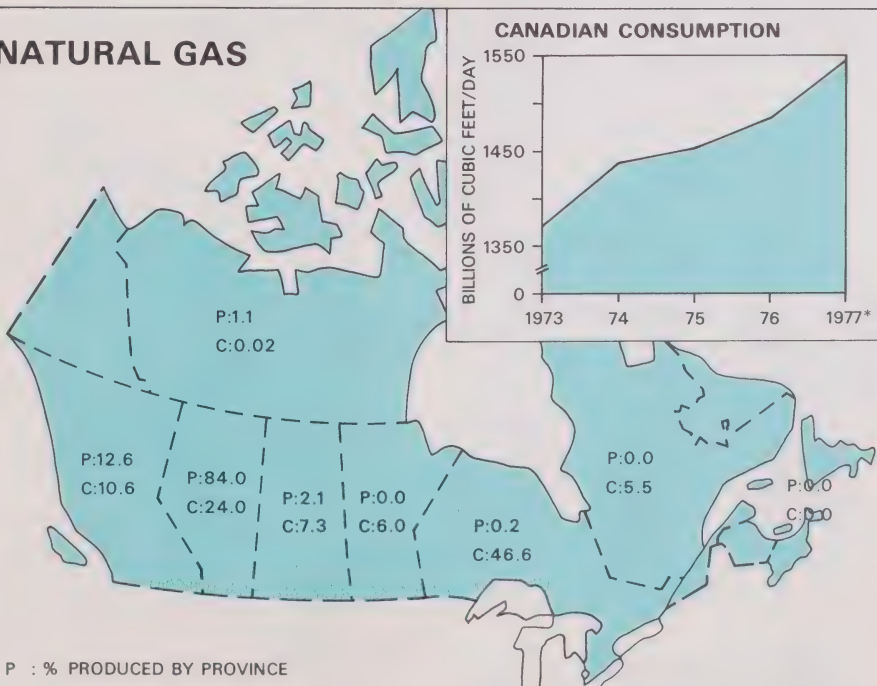 NATURAL GAS
CANADIAN CONSUMPTION
BILLIONS OF CUBIC FEET/DAY
1550
1450
1350
0
1973 74 75 76 1977*
P:1.1
C:0.02
P:12.6
C:10.6
P:84.0
C:24.0
P:2.1
C:7.3
P:0.0
C:6.0
P:0.2
C:46.6
P:0.0
C:5.5
P:0.0
C:0.0
P : % PRODUCED BY PROVINCE